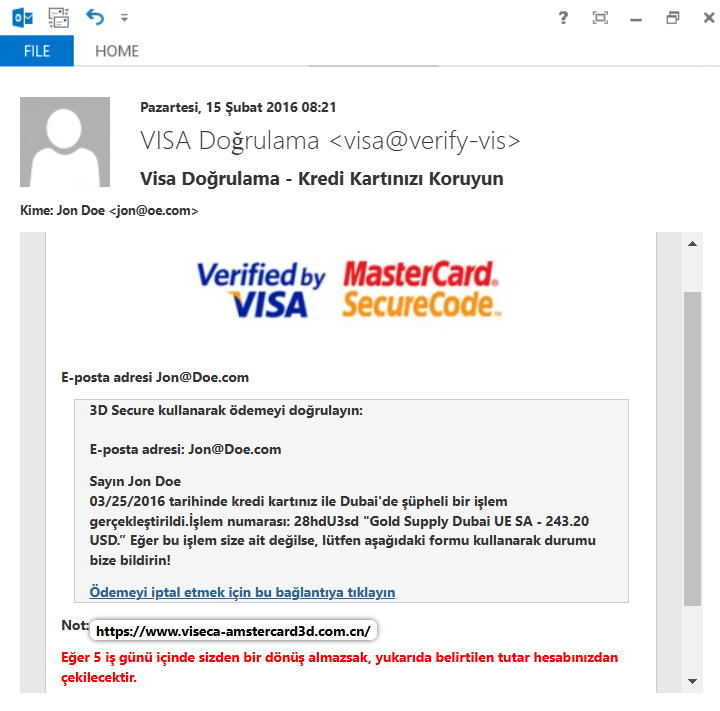 FILE HOME
Pazartesi, 15 Şubat 2016 08:21
VISA Doğrulama <visa@verify-vis>
Visa Doğrulama - Kredi Kartınızı Koruyun
Kime: Jon Doe <jon@oe.com>
Verified by VISA
MasterCard. SecureCode.™
E-posta adresi Jon@Doe.com
3D Secure kullanarak ödemeyi doğrulayın:
E-posta adresi: Jon@Doe.com
Sayın Jon Doe
03/25/2016 tarihinde kredi kartınız ile Dubai'de şüpheli bir işlem
gerçekleştirildi.İşlem numarası: 28hdU3sd "Gold Supply Dubai UE SA - 243.20
USD.” Eğer bu işlem size ait değilse, lütfen aşağıdaki formu kullanarak durumu
bize bildirin!
Ödemeyi iptal etmek için bu bağlantıya tıklayın
Not: https://www.viseca-amstercard3d.com.cn/
Eğer 5 iş günü içinde sizden bir dönüş almazsak, yukarıda belirtilen tutar hesabınızdan
çekilecektir.